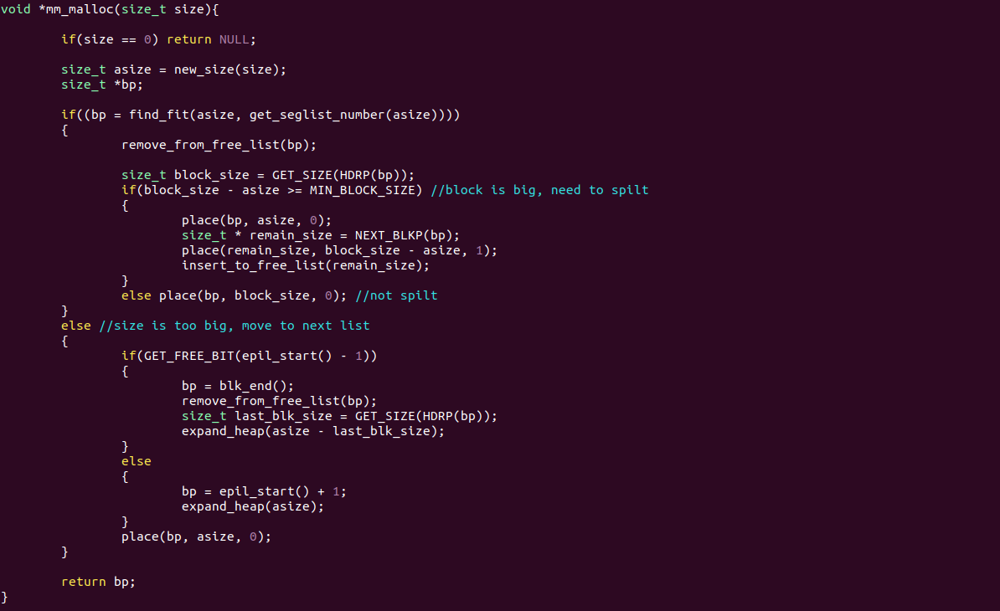 void *mm_malloc(size_t size){
if(size == 0) return NULL;
size_t asize = new_size(size);
size_t *bp;
if((bp = find_fit(asize, get_seglist_number(asize))))
{
remove_from_free_list(bp);
size_t block_size = GET_SIZE(HDRP(bp));
if(block_size - asize >= MIN_BLOCK_SIZE) //block is big, need to spilt
{
place(bp, asize, 0);
size_t * remain_size = NEXT_BLKP(bp);
place(remain_size, block_size - asize, 1);
insert_to_free_list(remain_size);
}
else place(bp, block_size, 0); //not spilt
}
else //size is too big, move to next list
{
if(GET_FREE_BIT(epil_start() - 1))
{
bp = blk_end();
remove_from_free_list(bp);
size_t last_blk_size = GET_SIZE(HDRP(bp));
expand_heap(asize - last_blk_size);
}
else
{
bp = epil_start() + 1;
expand_heap(asize);
}
place(bp, asize, 0);
}
return bp;
}